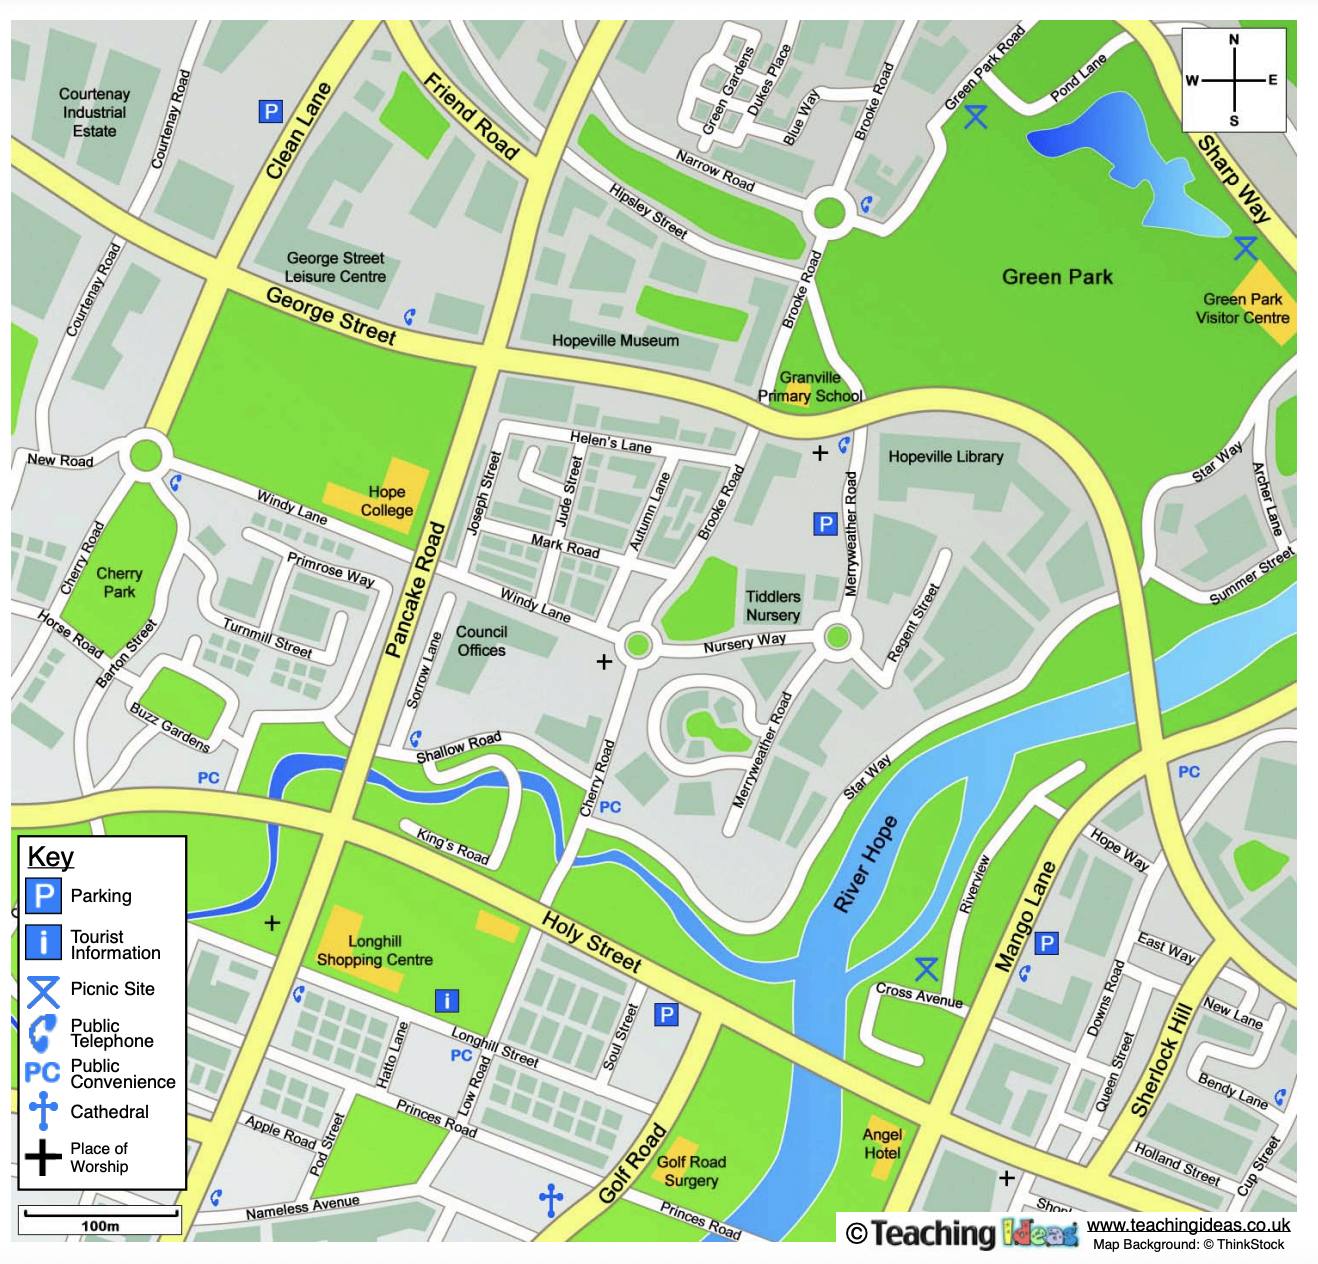 N
W
E
S
Courtenay
Industrial
Estate
Courtenay Road
P
Clean Lane
Friend Road
Green Gardens
Dukes Place
Blue Way
Brooke Road
Green Park Road
Pond Lane
Sharp Way
Narrow Road
Hipsley Street
Courtenay Road
George Street
Leisure Centre
George Street
Hopeville Museum
Brooke Road
Green Park
Green Park
Visitor Centre
Granville
Primary School
New Road
Windy Lane
Hope
College
Helen's Lane
Joseph Street
Jude Street
Autumn Lane
Brooke Road
Mark Road
Hopeville Library
P
Merryweather Road
Star Way
Archer Lane
Summer Street
Cherry Road
Cherry
Park
Primrose Way
Pancake Road
Windy Lane
Tiddlers
Nursery
Regent Street
Horse Road
Barton Street
Turnmill Street
Council
Offices
Sorrow Lane
Nursery Way
Buzz Gardens
Shallow Road
Cherry Road
Merryweather Road
Star Way
PC
PC
PC
King's Road
River Hope
Riverview
Mango Lane
Hope Way
Holy Street
Longhill
Shopping Centre
i
P
P
Cross Avenue
East Way
Downs Road
New Lane
Sherlock Hill
Queen Street
Bendy Lane
Hatto Lane
Longhill Street
PC
Soul Street
Low Road
Princes Road
Apple Road
Pod Street
Nameless Avenue
Golf Road
Golf Road
Surgery
Princes Road
Angel
Hotel
Holland Street
Cup Street
Key
P Parking
i Tourist
Information
Picnic Site
Public
Telephone
PC Public
Convenience
Cathedral
Place of
Worship
100m
© Teaching Ideas
www.teachingideas.co.uk
Map Background: © ThinkStock